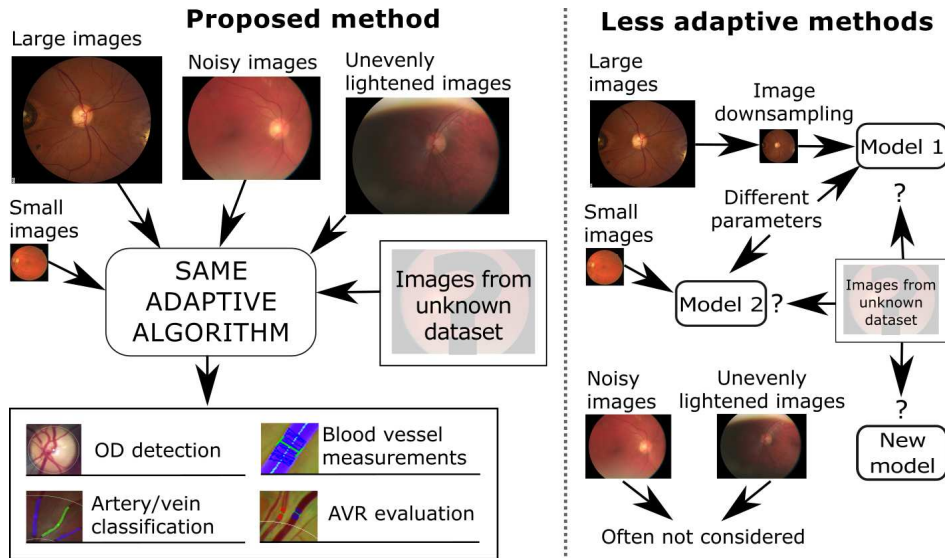 Proposed method
Large images
Noisy images
Unevenly
lightened images
Small
images
SAME
ADAPTIVE
ALGORITHM
Images from
unknown
dataset
OD detection
Blood vessel
measurements
Artery/vein
classification
AVR evaluation
Less adaptive methods
Large
images
Image
downsampling
Model 1
Different
parameters
?
Small
images
Model 2
?
Images from
unknown
dataset
Noisy
images
Unevenly
lightened images
?
New
model
Often not considered